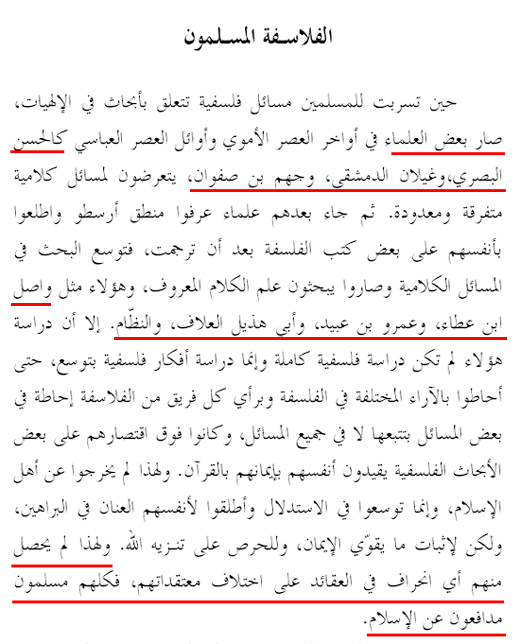 الفلاسفة المسلمون
حين تسربت للمسلمين مسائل فلسفية تتعلق بأبحاث في الإلهيات،
صار بعض العلماء في أواخر العصر الأموي وأوائل العصر العباسي كالحسن
البصري،وغيلان الدمشقي، وجهم بن صفوان، يتعرضون لمسائل كلامية
متفرقة ومعدودة. ثم جاء بعدهم علماء عرفوا منطق أرسطو واطلعوا
بأنفسهم على بعض كتب الفلسفة بعد أن ترجمت، فتوسع البحث في
المسائل الكلامية وصاروا يبحثون علم الكلام المعروف، وهؤلاء مثل واصل
ابن عطاء، وعمرو بن عبيد، وأبي هذيل العلاف، والنظّام. إلا أن دراسة
هؤلاء لم تكن دراسة فلسفية كاملة وإنما دراسة أفكار فلسفية بتوسع، حتى
أحاطوا بالآراء المختلفة في الفلسفة وبرأي كل فريق من الفلاسفة إحاطة في
بعض المسائل بتتبعها لا في جميع المسائل، وكانوا فوق اقتصارهم على بعض
الأبحاث الفلسفية يقيدون أنفسهم بإيمانهم بالقرآن. ولهذا لم يخرجوا عن أهل
الإسلام، وإنما توسعوا في الاستدلال وأطلقوا لأنفسهم العنان في البراهين،
ولكن لإثبات ما يقوّي الإيمان، وللحرص على تنـزيه الله. ولهذا لم يحصل
منهم أي انحراف في العقائد على اختلاف معتقداتهم، فكلهم مسلمون
مدافعون عن الإسلام.